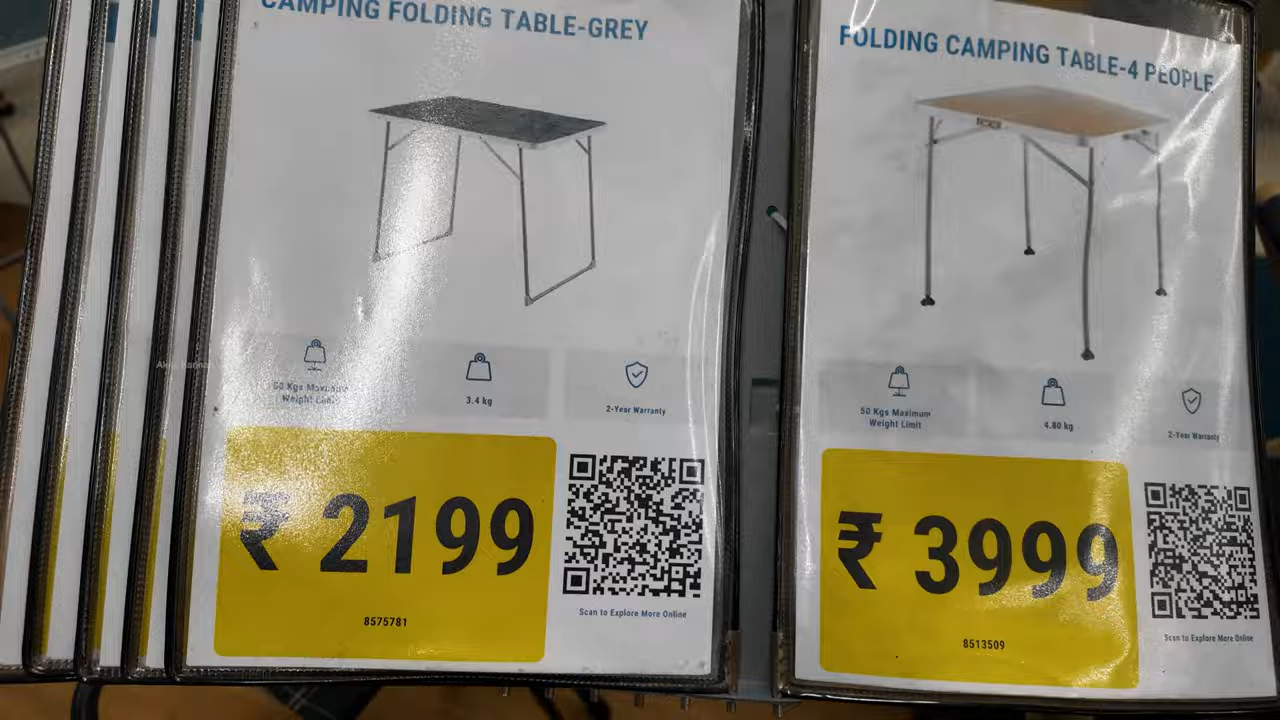 CAMPING FOLDING TABLE-GREY
50 Kgs Maximum
Weight Limit
3.4 kg
2-Year Warranty
₹ 2199
8575781
Scan to Explore More Online
FOLDING CAMPING TABLE-4 PEOPLE
50 Kgs Maximum
Weight Limit
4.80 kg
2-Year Warranty
₹ 3999
8513509
Scan to Explore More Online